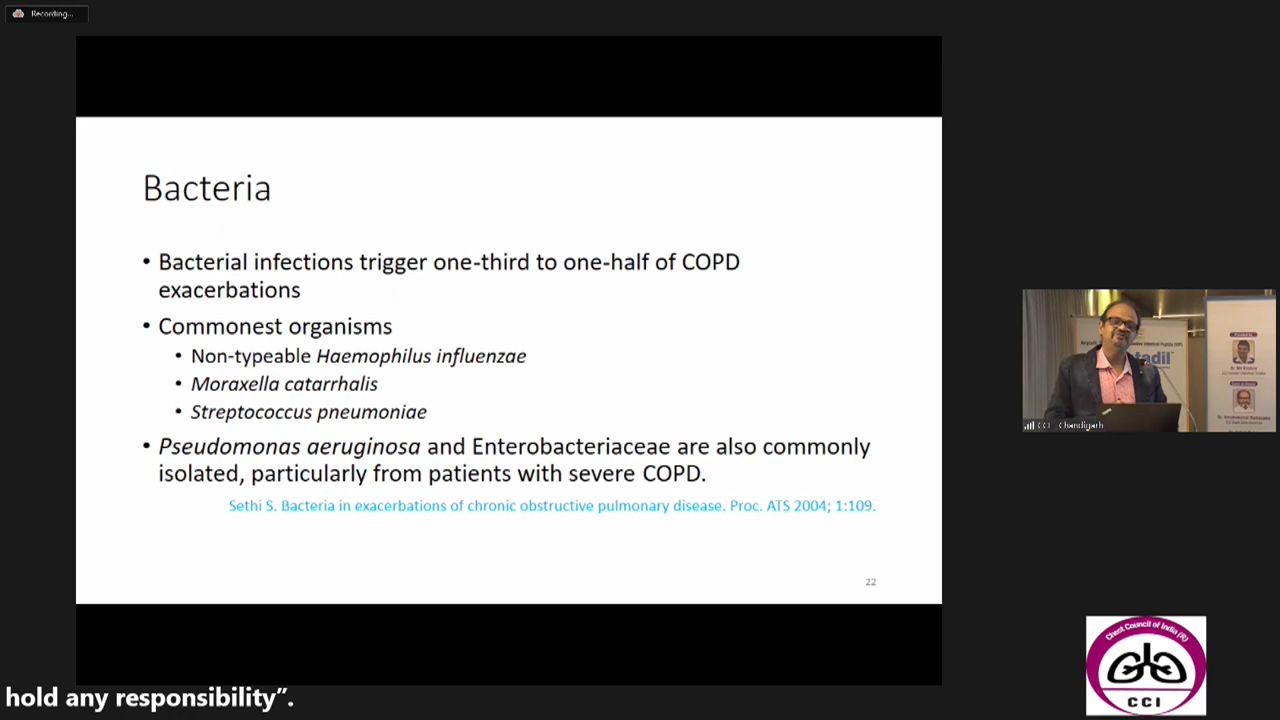 Recording...
Bacteria
• Bacterial infections trigger one-third to one-half of COPD
exacerbations
• Commonest organisms
• Non-typeable Haemophilus influenzae
• Moraxella catarrhalis
• Streptococcus pneumoniae
• Pseudomonas aeruginosa and Enterobacteriaceae are also commonly
isolated, particularly from patients with severe COPD.
Sethi S. Bacteria in exacerbations of chronic obstructive pulmonary disease. Proc. ATS 2004; 1:109.
22
tadil
Chandigarh
Chest Council of India (R)
CCI
hold any responsibility”.